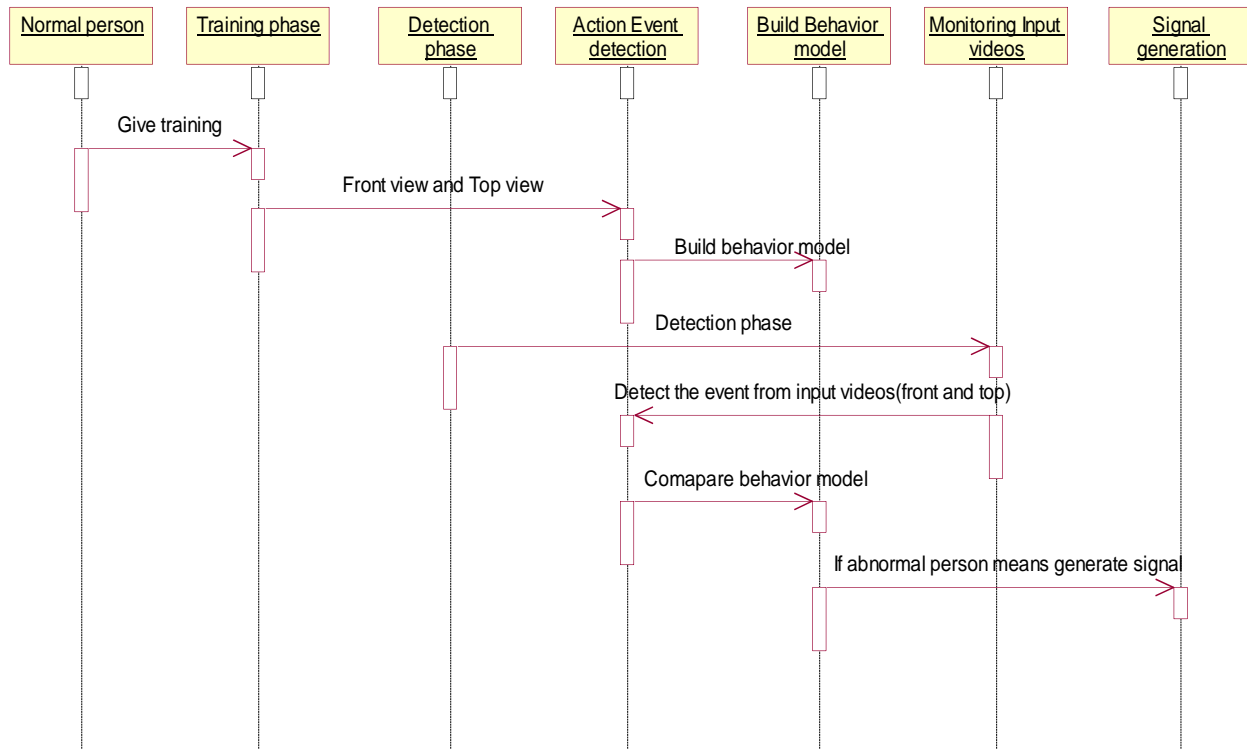 Normal person
Training phase
Detection
phase
Action Event
detection
Build Behavior
model
Monitoring Input
videos
Signal
generation
Give training
Front view and Top view
Build behavior model
Detection phase
Detect the event from input videos(front and top)
Comapare behavior model
If abnormal person means generate signal